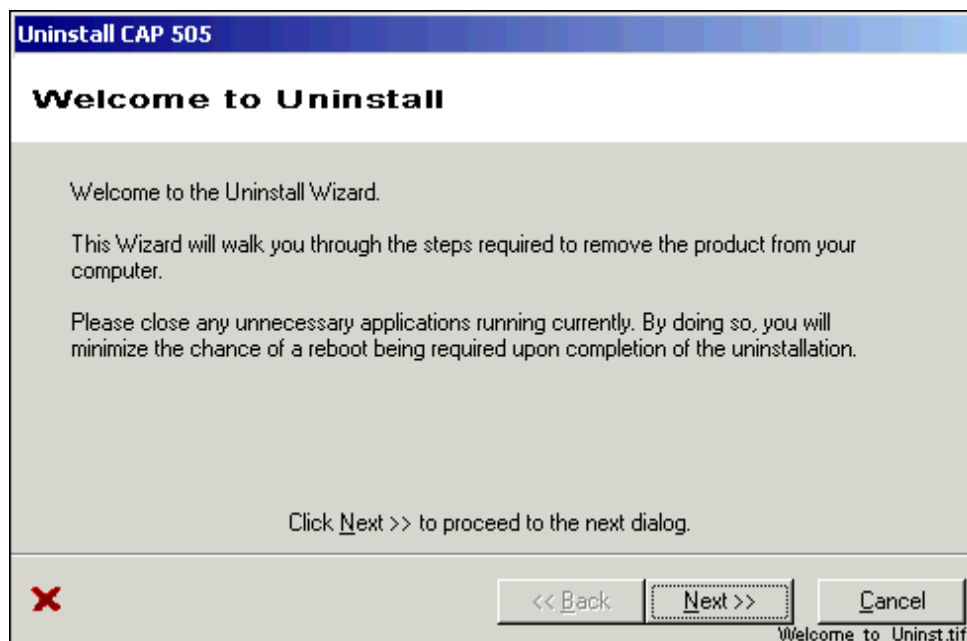 Uninstall CAP 505
Welcome to Uninstall
Welcome to the Uninstall Wizard.
This Wizard will walk you through the steps required to remove the product from your
computer.
Please close any unnecessary applications running currently. By doing so, you will
minimize the chance of a reboot being required upon completion of the uninstallation.
Click Next >> to proceed to the next dialog.
<< Back
Next >>
Cancel
Welcome_to_Uninst.tif